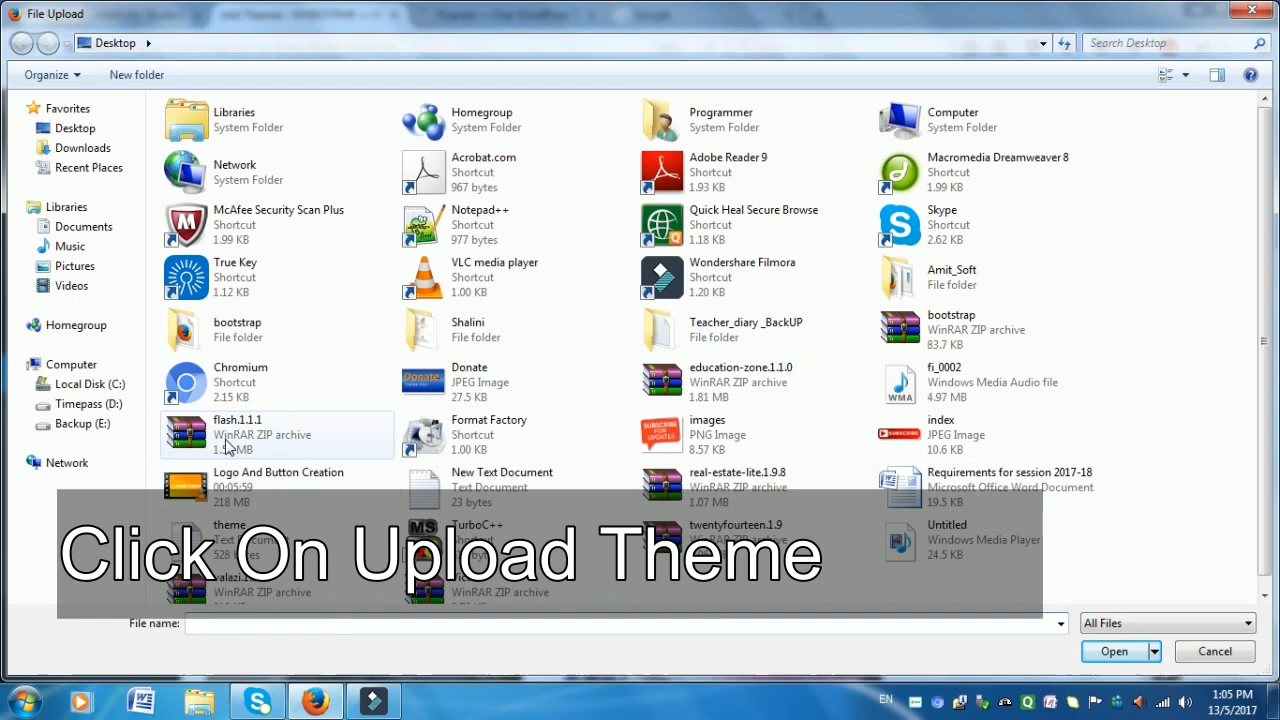 File Upload
Desktop
Search Desktop
Organize
New folder
Favorites
Desktop
Downloads
Recent Places
Libraries
Documents
Music
Pictures
Videos
Homegroup
Computer
Local Disk (C:)
Timepass (D:)
Backup (E:)
Network
Libraries
System Folder
Homegroup
System Folder
Programmer
System Folder
Computer
System Folder
Network
System Folder
Acrobat.com
Shortcut
967 bytes
Adobe Reader 9
Shortcut
1.93 KB
Macromedia Dreamweaver 8
Shortcut
1.99 KB
McAfee Security Scan Plus
Shortcut
1.99 KB
Notepad++
Shortcut
977 bytes
Quick Heal Secure Browse
Shortcut
1.18 KB
Skype
Shortcut
2.62 KB
True Key
Shortcut
1.12 KB
VLC media player
Shortcut
1.00 KB
Wondershare Filmora
Shortcut
1.20 KB
Amit_Soft
File folder
bootstrap
File folder
Shalini
File folder
Teacher_diary _BackUP
File folder
bootstrap
WinRAR ZIP archive
83.7 KB
Chromium
Shortcut
2.15 KB
Donate
JPEG Image
27.5 KB
education-zone.1.1.0
WinRAR ZIP archive
1.81 MB
fi_0002
Windows Media Audio file
4.97 KB
flash.1.1.1
WinRAR ZIP archive
MB
Format Factory
Shortcut
1.00 KB
images
PNG Image
8.57 KB
index
JPEG Image
10.6 KB
Logo And Button Creation
00:05:59
218 MB
New Text Document
Text Document
23 bytes
real-estate-lite.1.9.8
WinRAR ZIP archive
1.07 MB
Requirements for session 2017-18
Microsoft Office Word Document
19.5 KB
theme
Text Document
528 bytes
TurboC++
twentyfourteen.1.9
WinRAR ZIP archive
Untitled
Windows Media Player
24.5 KB
WinRAR ZIP archive
WinRAR ZIP archive
Click On Upload Theme
File name:
All Files
Open
Cancel
EN
1:05 PM
13/5/2017